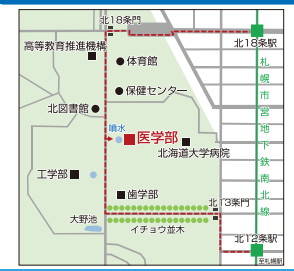 北18条門
北18条駅
高等教育推進機構
体育館
保健センター
北図書館
噴水
医学部
北海道大学病院
工学部
歯学部
北13条門
大野池
イチョウ並木
札幌市営地下鉄南北線
北12条駅
至札幌駅